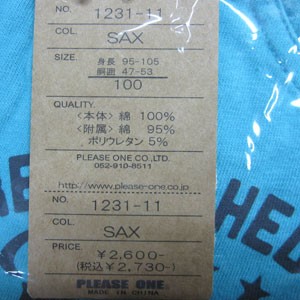 NO. 1231-11
COL. SAX
SIZE.
身長 95-105
胴囲 47-53
100
QUALITY.
〈本体〉綿 100%
〈附属〉綿 95%
ポリウレタン 5%
PLEASE ONE CO.,LTD.
052-910-8511
http://www.please-one.co.jp
NO. 1231-11
COL. SAX
PRICE. ¥2,600-
(税込¥2,730-)
PLEASE ONE.
MADE IN CHINA
HED